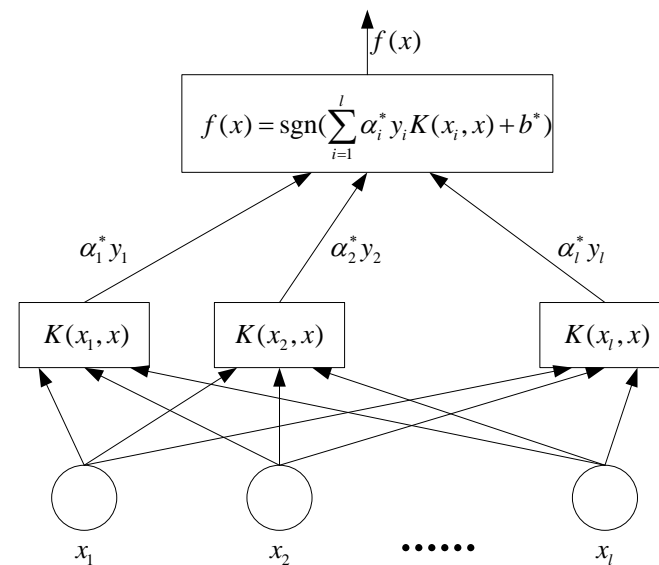 f(x)
f(x) = sgn(∑_{i=1}^{l} α_i^* y_i K(x_i, x) + b^*)
α_1^* y_1 α_2^* y_2 α_l^* y_l
K(x_1, x) K(x_2, x) K(x_l, x)
x_1 x_2 •••••• x_l